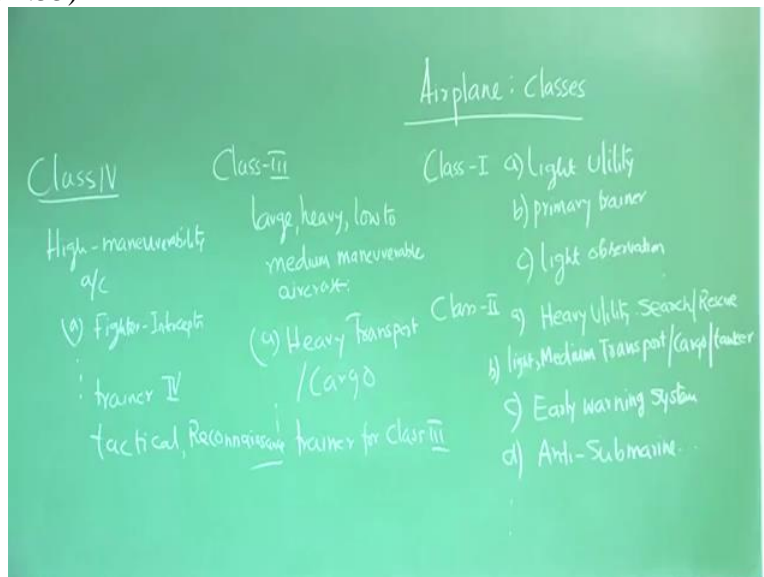 Airplane : Classes
Class-I a) Light Utility
b) primary trainer
c) light observation
Class-II a) Heavy Utility Search/Rescue
b) light, Medium Transport/Cargo/tanker
c) Early warning System
d) Anti-Submarine...
Class-III
large, heavy, low to
medium maneuverable
aircraft.
(a) Heavy Transport
/Cargo
trainer for Class III
Class IV
High-maneuverability
a/c
(a) Fighter-Interceptr
trainer IV
tactical, Reconnaissance